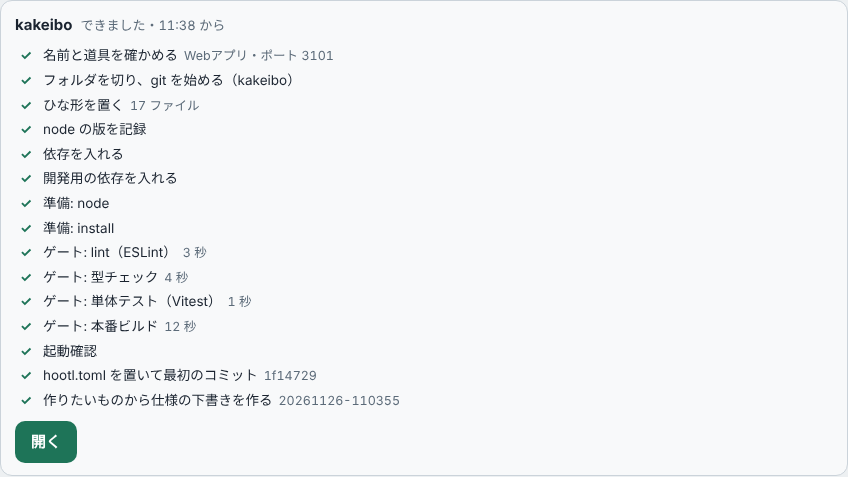 kakeibo できました・11:38 から
名前と道具を確かめる Webアプリ・ポート 3101
フォルダを切り、git を始める（kakeibo）
ひな形を置く 17 ファイル
node の版を記録
依存を入れる
開発用の依存を入れる
準備: node
準備: install
ゲート: lint（ESLint） 3 秒
ゲート: 型チェック 4 秒
ゲート: 単体テスト（Vitest） 1 秒
ゲート: 本番ビルド 12 秒
起動確認
hootl.toml を置いて最初のコミット 1f14729
作りたいものから仕様の下書きを作る 20261126-110355
開く